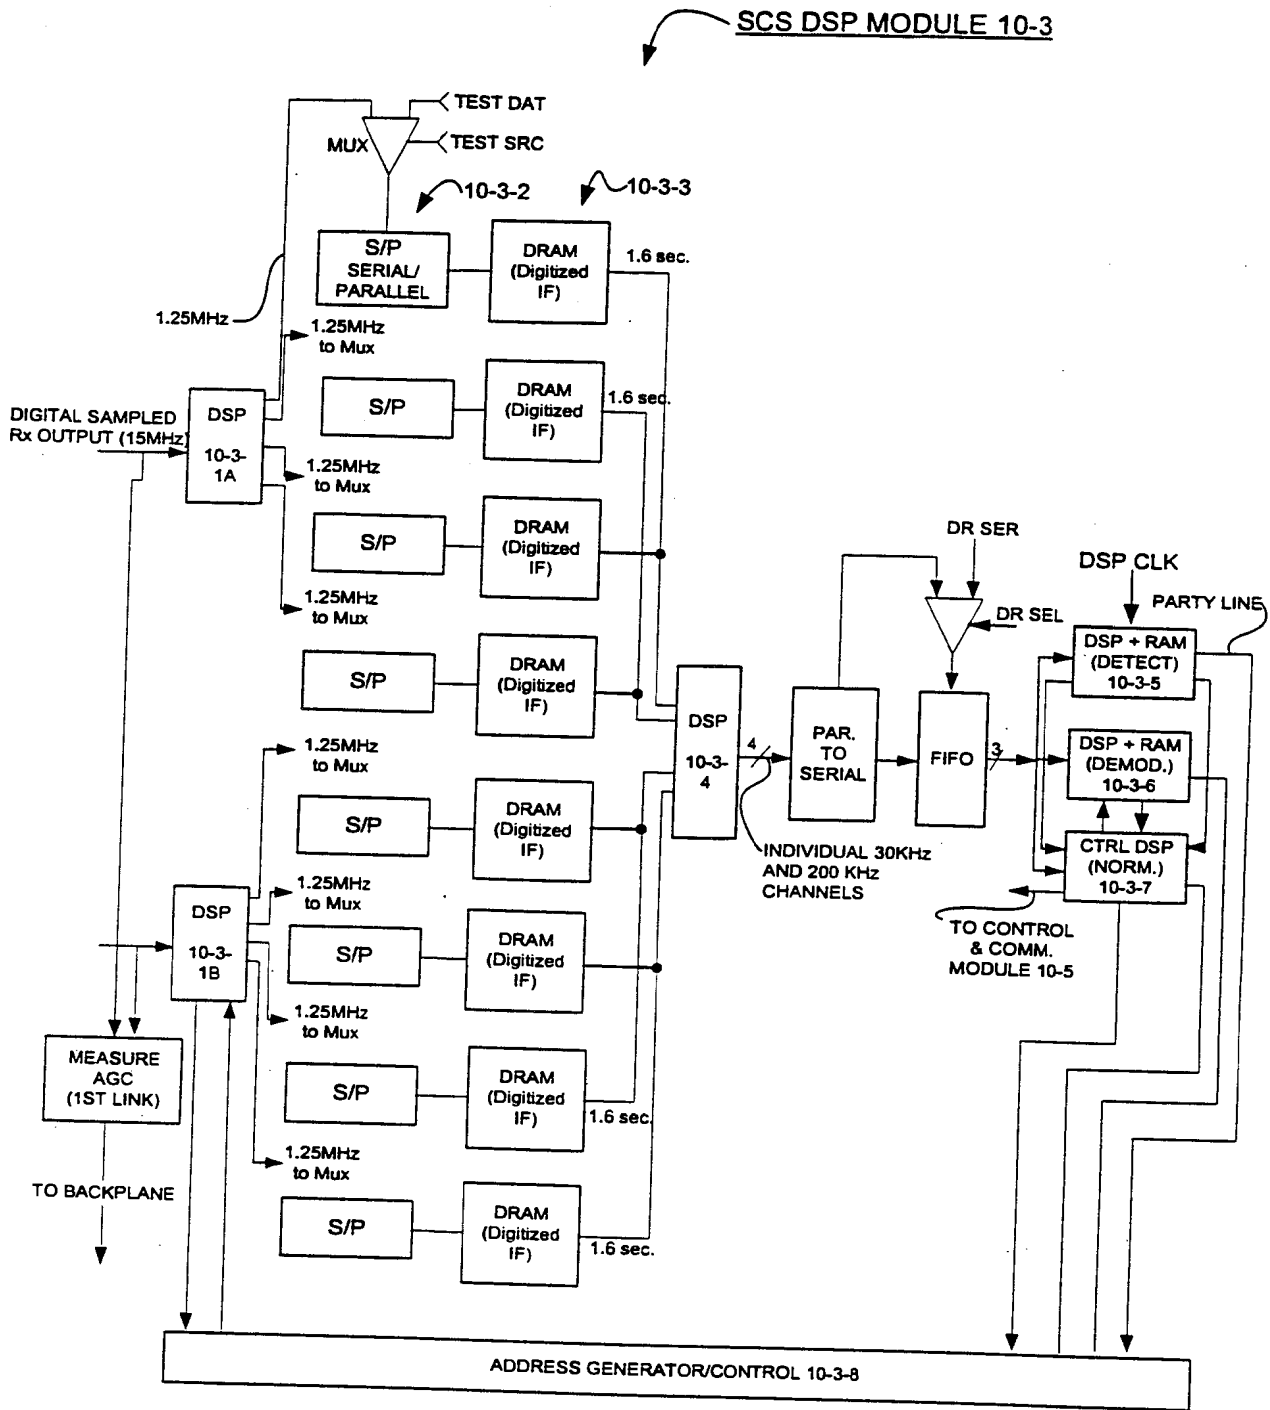 SCS DSP MODULE 10-3
TEST DAT
MUX
TEST SRC
10-3-2
10-3-3
S/P
SERIAL/
PARALLEL
DRAM
(Digitized
IF)
1.6 sec.
1.25MHz
1.25MHz
to Mux
S/P
DRAM
(Digitized
IF)
1.6 sec.
DIGITAL SAMPLED
Rx OUTPUT (15MHz)
DSP
10-3-
1A
1.25MHz
to Mux
S/P
DRAM
(Digitized
IF)
1.25MHz
to Mux
DR SER
DR SEL
DSP CLK
PARTY LINE
S/P
DRAM
(Digitized
IF)
DSP
10-3-
4
4
PAR.
TO
SERIAL
FIFO
3
DSP + RAM
(DETECT)
10-3-5
DSP + RAM
(DEMOD.)
10-3-6
CTRL DSP
(NORM.)
10-3-7
1.25MHz
to Mux
S/P
DRAM
(Digitized
IF)
INDIVIDUAL 30KHz
AND 200 KHz
CHANNELS
TO CONTROL
& COMM.
MODULE 10-5
DSP
10-3-
1B
1.25MHz
to Mux
S/P
DRAM
(Digitized
IF)
1.25MHz
to Mux
MEASURE
AGC
(1ST LINK)
S/P
DRAM
(Digitized
IF)
1.6 sec.
1.25MHz
to Mux
TO BACKPLANE
S/P
DRAM
(Digitized
IF)
1.6 sec.
ADDRESS GENERATOR/CONTROL 10-3-8